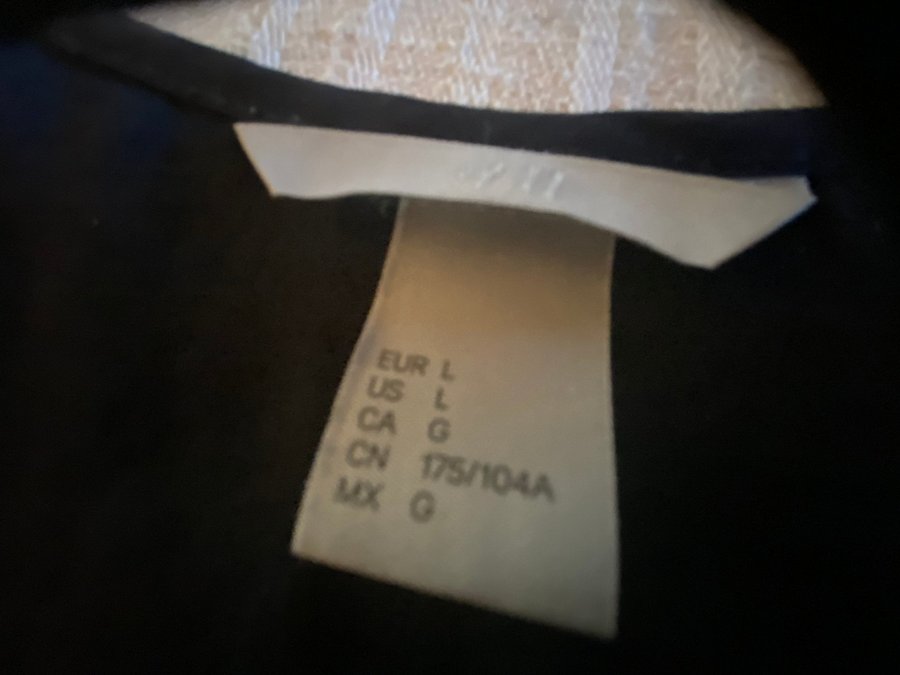 EUR L
US L
CA G
CN 175/104A
MX G